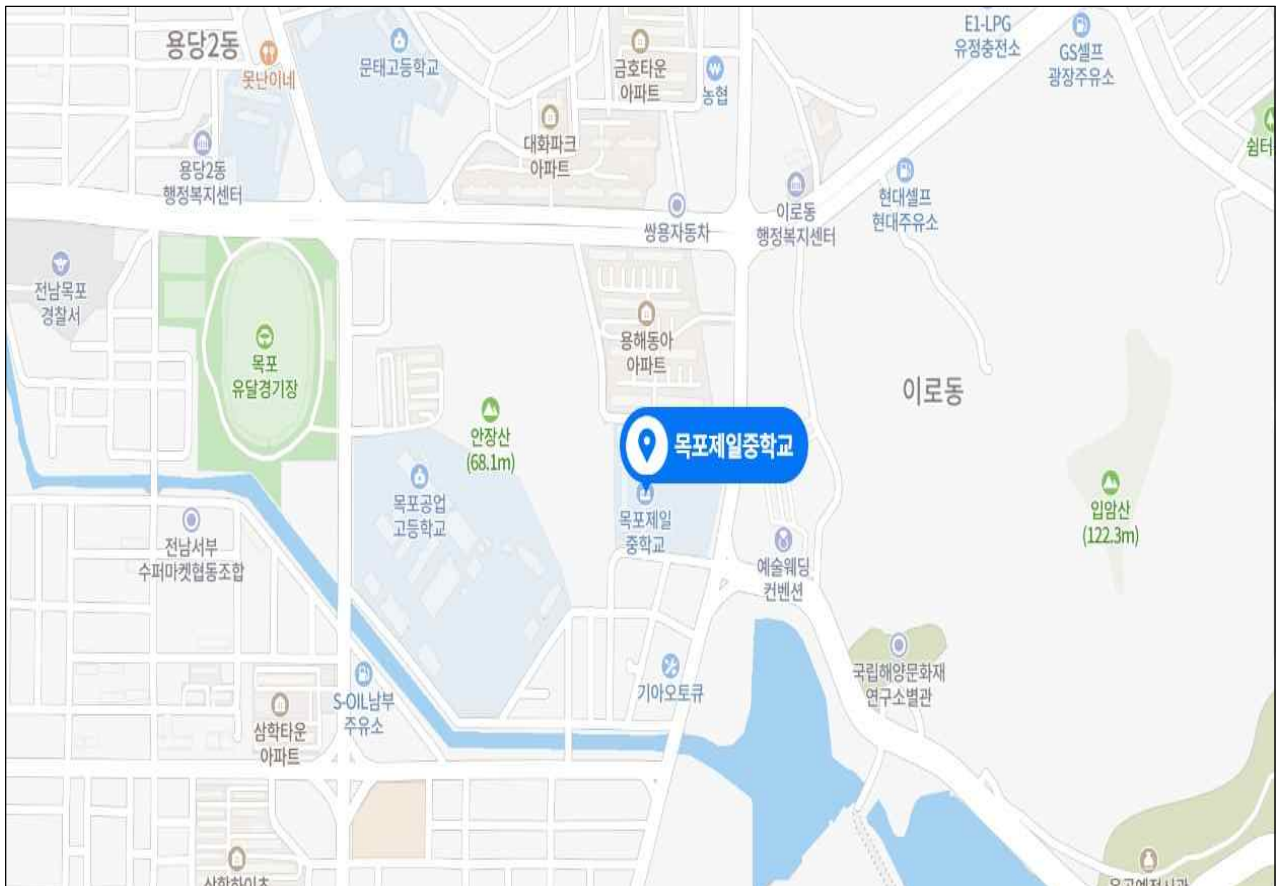 용당2동
못난이네
문태고등학교
금호타운
아파트
농협
E1-LPG
유정충전소
GS셀프
광장주유소
쉼터
용당2동
행정복지센터
대화파크
아파트
쌍용자동차
이로동
행정복지센터
현대셀프
현대주유소
전남목포
경찰서
목포
유달경기장
용해동아
아파트
이로동
안장산
(68.1m)
목포제일중학교
목포공업
고등학교
목포제일
중학교
입암산
(122.3m)
전남서부
수퍼마켓협동조합
예술웨딩
컨벤션
국립해양문화재
연구소별관
기아오토큐
S-OIL남부
주유소
삼학타운
아파트